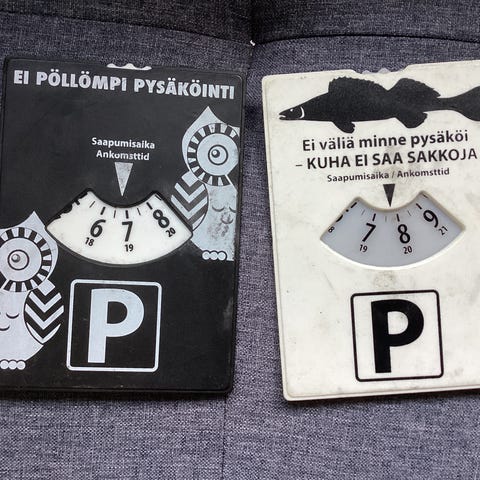 EI PÖLLÖMPi PYSÄKÖINTI
Saapumisaika
Ankomsttid
6 7 8
18 19 20
P
Ei väliä minne pysäköi
– KUHA EI SAA SAKKOJA
Saapumisaika / Ankomsttid
7 8 9
8 19 20 21
P